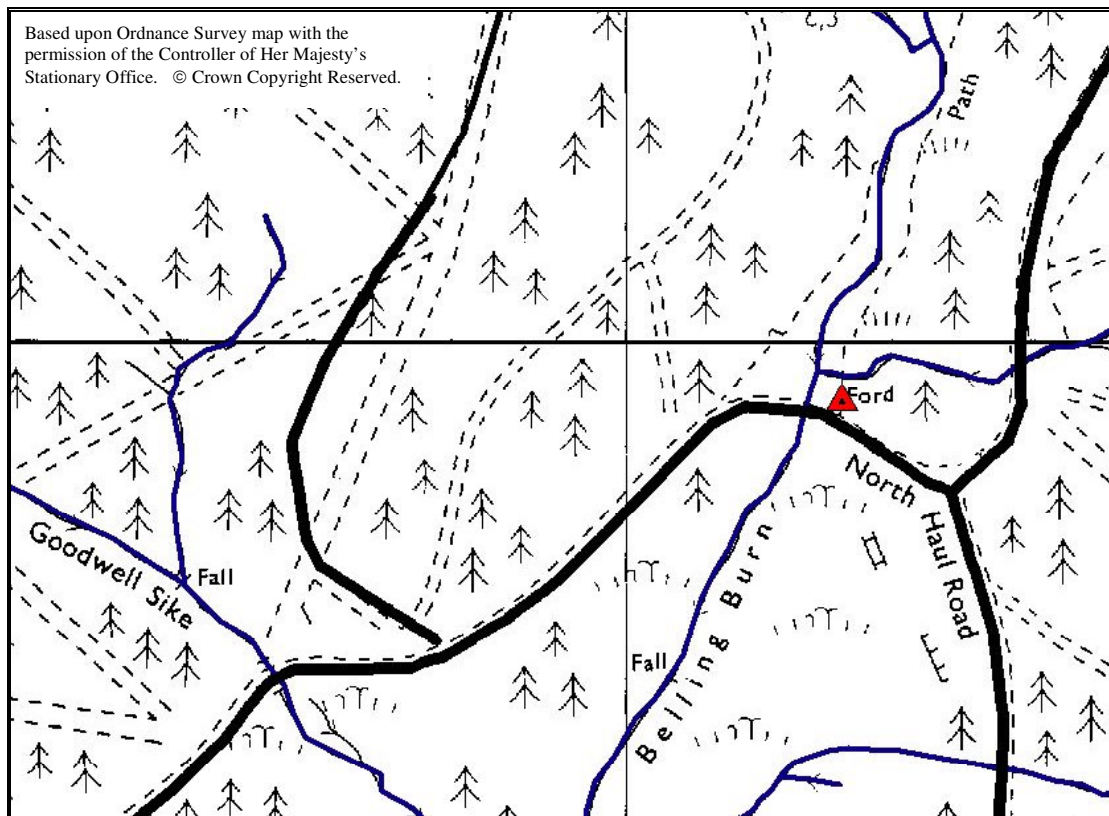 Based upon Ordnance Survey map with the
permission of the Controller of Her Majesty's
Stationary Office. © Crown Copyright Reserved.
Path
Ford
North Haul Road
Goodwell Sike
Fall
Belling Burn
Fall